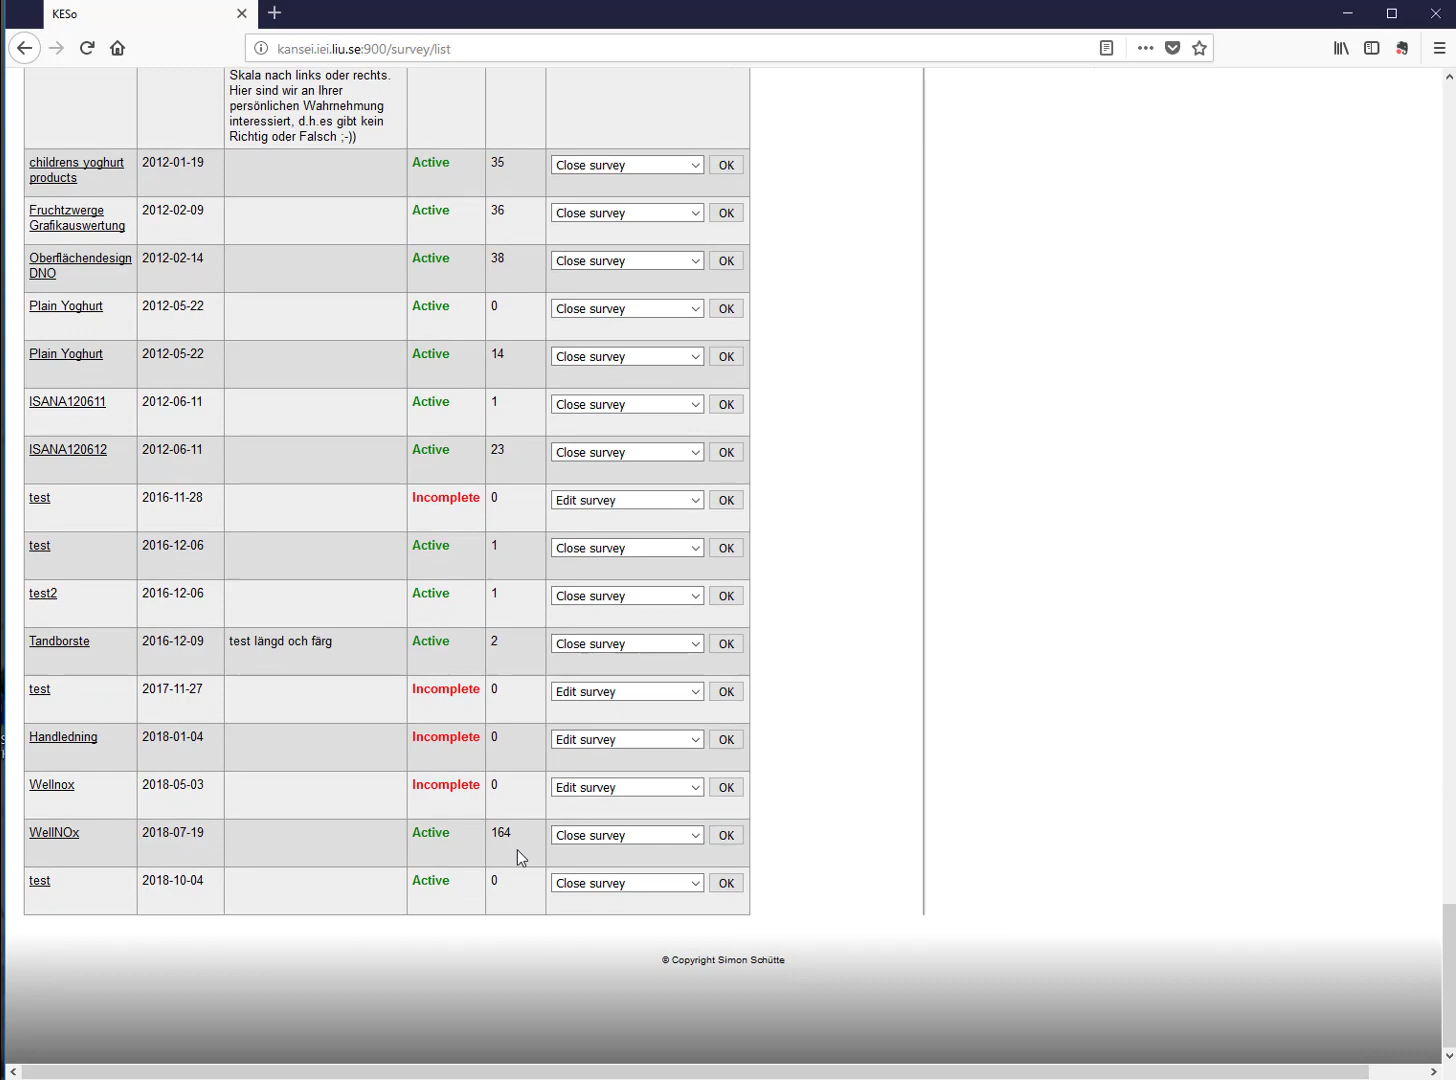 KESo
kansei.iei.liu.se:900/survey/list
Skala nach links oder rechts.
Hier sind wir an Ihrer
persönlichen Wahrnehmung
interessiert, d.h.es gibt kein
Richtig oder Falsch ;-))
childrens yoghurt
products
2012-01-19
Active
35
Close survey
OK
Fruchtzwerge
Grafikauswertung
2012-02-09
Active
36
Close survey
OK
Oberflächendesign
DNO
2012-02-14
Active
38
Close survey
OK
Plain Yoghurt
2012-05-22
Active
0
Close survey
OK
Plain Yoghurt
2012-05-22
Active
14
Close survey
OK
ISANA120611
2012-06-11
Active
1
Close survey
OK
ISANA120612
2012-06-11
Active
23
Close survey
OK
test
2016-11-28
Incomplete
0
Edit survey
OK
test
2016-12-06
Active
1
Close survey
OK
test2
2016-12-06
Active
1
Close survey
OK
Tandborste
2016-12-09
test längd och färg
Active
2
Close survey
OK
test
2017-11-27
Incomplete
0
Edit survey
OK
Handledning
2018-01-04
Incomplete
0
Edit survey
OK
Wellnox
2018-05-03
Incomplete
0
Edit survey
OK
WellNOx
2018-07-19
Active
164
Close survey
OK
test
2018-10-04
Active
0
Close survey
OK
© Copyright Simon Schütte